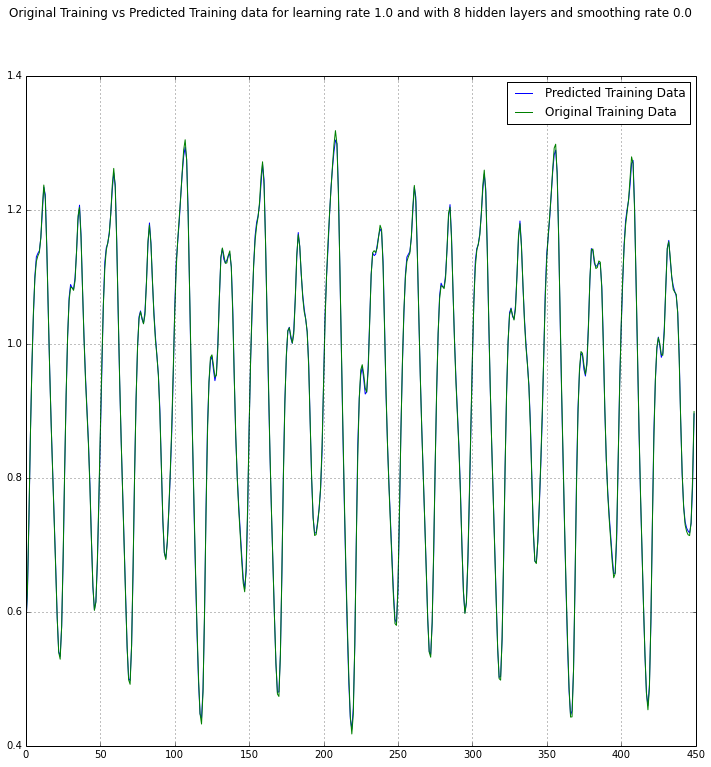 Original Training vs Predicted Training data for learning rate 1.0 and with 8 hidden layers and smoothing rate 0.0
1.4
Predicted Training Data
Original Training Data
1.2
1.0
0.8
0.6
0.4
0 50 100 150 200 250 300 350 400 450